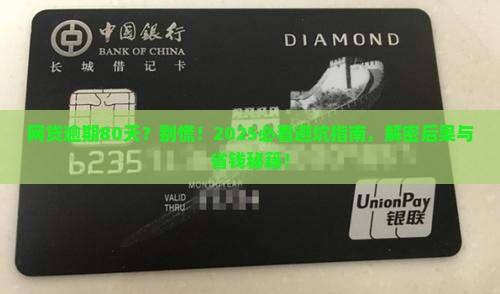 中国银行
BANK OF CHINA
DIAMOND
长城借记卡
网贷逾期80天?别慌!2025必看避坑指南,解密后果与
省钱秘籍!
6235
MONTH/YEAR
VALID
THRU
UnionPay
银联